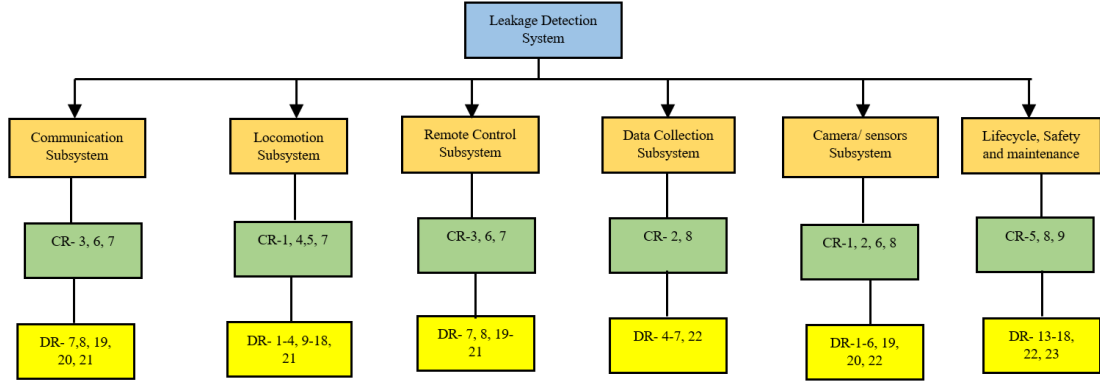 Leakage Detection
System
Communication
Subsystem
Locomotion
Subsystem
Remote Control
Subsystem
Data Collection
Subsystem
Camera/ sensors
Subsystem
Lifecycle, Safety
and maintenance
CR- 3, 6, 7
CR-1, 4,5, 7
CR-3, 6, 7
CR- 2, 8
CR-1, 2, 6, 8
CR-5, 8, 9
DR- 7,8, 19,
20, 21
DR- 1-4, 9-18,
21
DR- 7, 8, 19-
21
DR- 4-7, 22
DR-1-6, 19,
20, 22
DR- 13-18,
22, 23